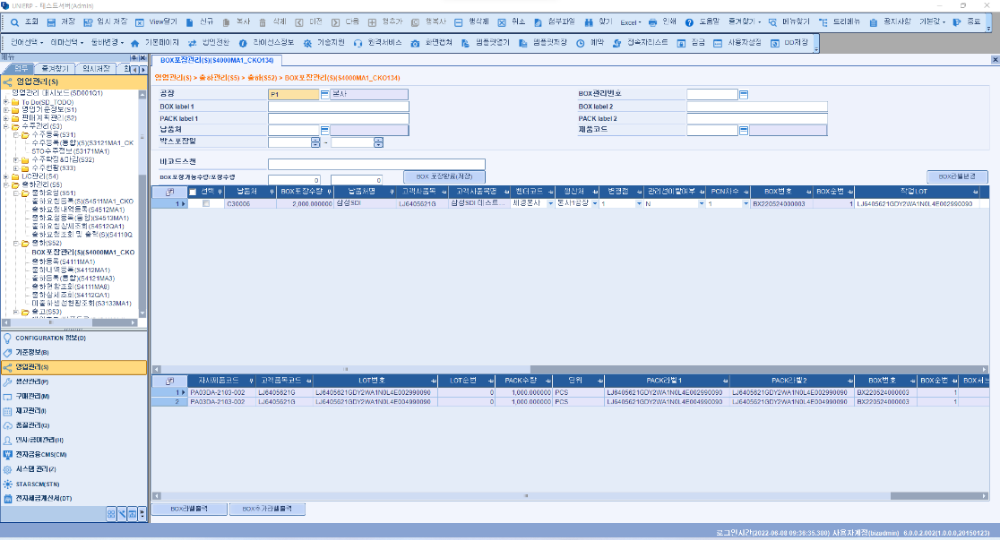 UNIERP - 테스트서버(Admin)
조회 저장 임시 저장 View닫기 신규 복사 삭제 이전 다음 행추가 행복사 행삭제 취소 첨부파일 찾기 Excel 인쇄 도움말 즐겨찾기 메뉴찾기 트리메뉴 공지사항 기본값 종료
언어선택 테마선택 툴바변경 기본페이지 법인전환 라이선스정보 기술지원 원격서비스 화면캡쳐 템플릿열기 템플릿저장 예약 접속자리스트 잠금 사용자설정 DD저장
메뉴
업무 즐겨찾기 임시저장
BOX포장관리(S)(S4000MA1_CKO134)
영업관리(S)
영업관리(S) > 출하관리(S5) > 출하(S52) > BOX포장관리(S)(S4000MA1_CKO134)
영업관리 대시보드(SD001Q1)
To Do(SD_TODO)
영업기준정보(S1)
판매계획관리(S2)
수주관리(S3)
수주등록(S31)
수주등록(통합)(S)(S3121MA1_CK
STO수주정보(S3171MA1)
수주확정&마감(S32)
수주현황(S33)
L/C관리(S4)
출하관리(S5)
출하요청(S51)
출하요청등록(S)(S4511MA1_CKO
출하요청내역등록(S4512MA1)
출하요청등록(통합)(S4513MA1)
출하요청상세조회(S4512QA1)
출하요청조회 및 출력(S)(S4110Q
출하(S52)
BOX포장관리(S)(S4000MA1_CKO
출하등록(S4111MA1)
출하내역등록(S4112MA1)
출하등록(통합)(S4121MA3)
출하현황조회(S4111MA8)
출하상세조회(S4112QA1)
미출하생성현황조회(S3133MA1)
출고(S53)
CONFIGURATION 정보(D)
기준정보(B)
영업관리(S)
생산관리(P)
구매관리(M)
재고관리(I)
품질관리(Q)
인사/급여관리(H)
전자금융CMS(CM)
시스템 관리(Z)
STARSCM(STN)
전자세금계산서(DT)
공장 P1 본사 BOX관리번호
BOX label 1 BOX label 2
PACK label 1 PACK label 2
납품처 제품코드
박스포장일 ~
바코드스캔
BOX포장가능수량/포장수량 0 0 BOX 포장완료(저장) BOX라벨변경
선택 납품처 BOX포장수량 납품처명 고객사품목 고객사품목명 벤더코드 생산처 변경점 관리선이탈여부 PCN차수 BOX번호 BOX순번 작업LOT
1 C30006 2,000.000000 삼성SDI LJ6405621G 삼성SDI 테스트... 세경본사 본사1공장 1 N 1 BX220524000003 1 LJ6405621GDY2WA1N0L4E002990090
자사제품코드 고객품목코드 LOT번호 LOT순번 PACK수량 단위 PACK라벨1 PACK라벨2 BOX번호 BOX순번
1 PA03DA-2103-002 LJ6405621G LJ6405621GDY2WA1N0L4E002990090 0 1,000.000000 PCS LJ6405621GDY2WA1N0L4E002990090 LJ6405621GDY2WA1N0L4E002990090 BX220524000003 1
2 PA03DA-2103-002 LJ6405621G LJ6405621GDY2WA1N0L4E004990090 0 1,000.000000 PCS LJ6405621GDY2WA1N0L4E004990090 LJ6405621GDY2WA1N0L4E004990090 BX220524000003 1
BOX라벨출력 BOX추가라벨출력
로그인시간(2022-06-08 09:36:35.380) 사용자계정(bizadmin) 6.0.0.2.002(1.0.0.0,20150123)